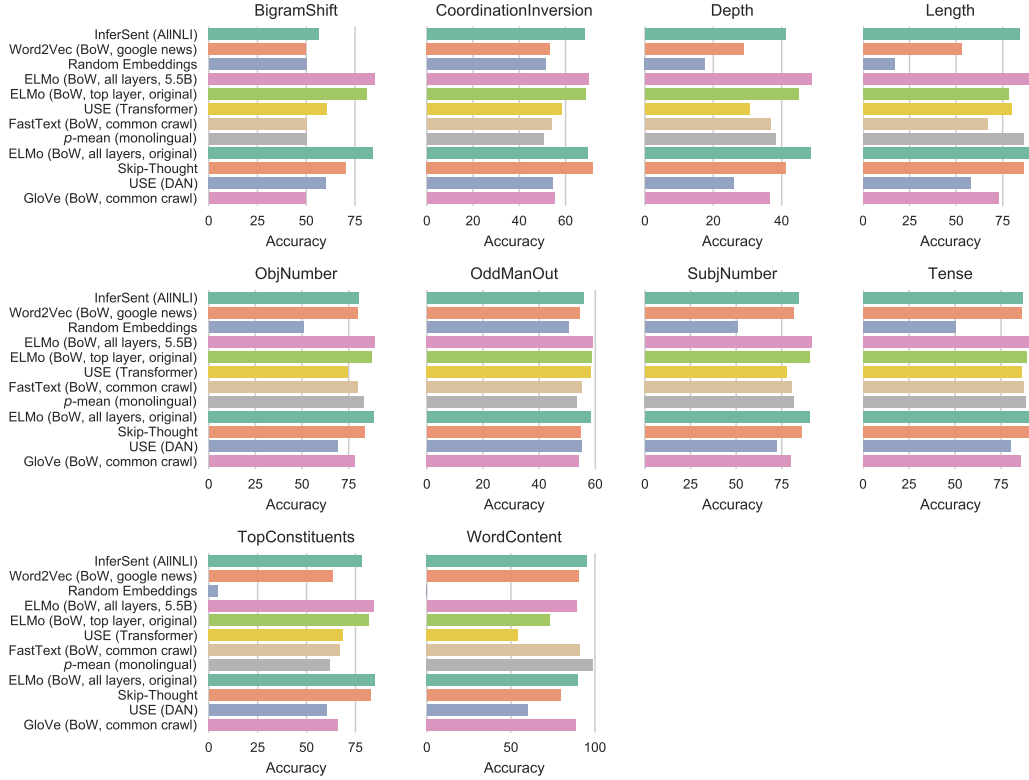 BigramShift CoordinationInversion Depth Length
InferSent (AllNLI)
Word2Vec (BoW, google news)
Random Embeddings
ELMo (BoW, all layers, 5.5B)
ELMo (BoW, top layer, original)
USE (Transformer)
FastText (BoW, common crawl)
p-mean (monolingual)
ELMo (BoW, all layers, original)
Skip-Thought
USE (DAN)
GloVe (BoW, common crawl)
0 25 50 75 0 20 40 60 0 20 40 0 25 50 75
Accuracy Accuracy Accuracy Accuracy
ObjNumber OddManOut SubjNumber Tense
InferSent (AllNLI)
Word2Vec (BoW, google news)
Random Embeddings
ELMo (BoW, all layers, 5.5B)
ELMo (BoW, top layer, original)
USE (Transformer)
FastText (BoW, common crawl)
p-mean (monolingual)
ELMo (BoW, all layers, original)
Skip-Thought
USE (DAN)
GloVe (BoW, common crawl)
0 25 50 75 0 20 40 60 0 25 50 75 0 25 50 75
Accuracy Accuracy Accuracy Accuracy
TopConstituents WordContent
InferSent (AllNLI)
Word2Vec (BoW, google news)
Random Embeddings
ELMo (BoW, all layers, 5.5B)
ELMo (BoW, top layer, original)
USE (Transformer)
FastText (BoW, common crawl)
p-mean (monolingual)
ELMo (BoW, all layers, original)
Skip-Thought
USE (DAN)
GloVe (BoW, common crawl)
0 25 50 75 0 50 100
Accuracy Accuracy